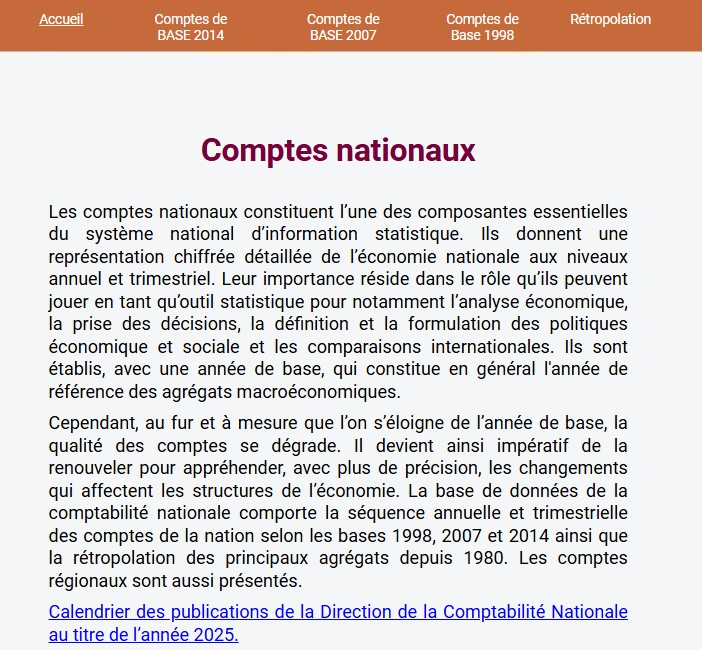 Accueil
Comptes de
BASE 2014
Comptes de
BASE 2007
Comptes de
Base 1998
Rétropolation
Comptes nationaux
Les comptes nationaux constituent l’une des composantes essentielles
du système national d’information statistique. Ils donnent une
représentation chiffrée détaillée de l’économie nationale aux niveaux
annuel et trimestriel. Leur importance réside dans le rôle qu’ils peuvent
jouer en tant qu’outil statistique pour notamment l’analyse économique,
la prise des décisions, la définition et la formulation des politiques
économique et sociale et les comparaisons internationales. Ils sont
établis, avec une année de base, qui constitue en général l'année de
référence des agrégats macroéconomiques.
Cependant, au fur et à mesure que l’on s’éloigne de l’année de base, la
qualité des comptes se dégrade. Il devient ainsi impératif de la
renouveler pour appréhender, avec plus de précision, les changements
qui affectent les structures de l’économie. La base de données de la
comptabilité nationale comporte la séquence annuelle et trimestrielle
des comptes de la nation selon les bases 1998, 2007 et 2014 ainsi que
la rétropolation des principaux agrégats depuis 1980. Les comptes
régionaux sont aussi présentés.
Calendrier des publications de la Direction de la Comptabilité Nationale
au titre de l’année 2025.